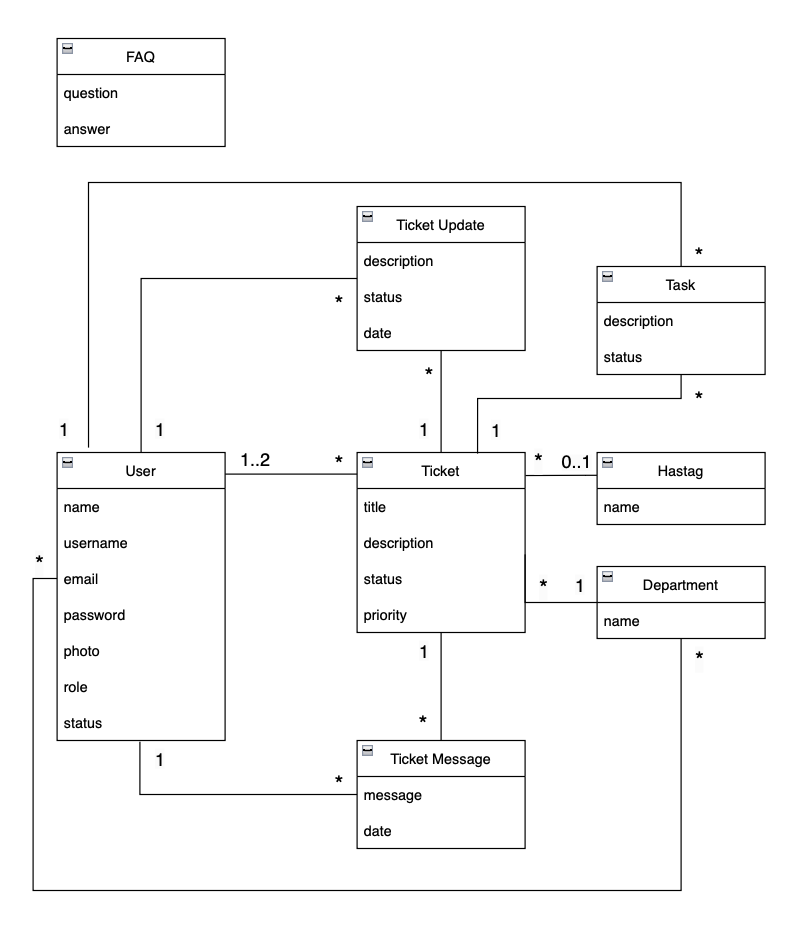 FAQ
question
answer
Ticket Update
description
status
date
*
*
1
Task
description
status
*
*
1
1
1
User
name
username
email
password
photo
role
status
1..2
*
*
1
Ticket
title
description
status
priority
1
*
0..1
Hastag
name
*
1
Department
name
*
*
*
Ticket Message
message
date